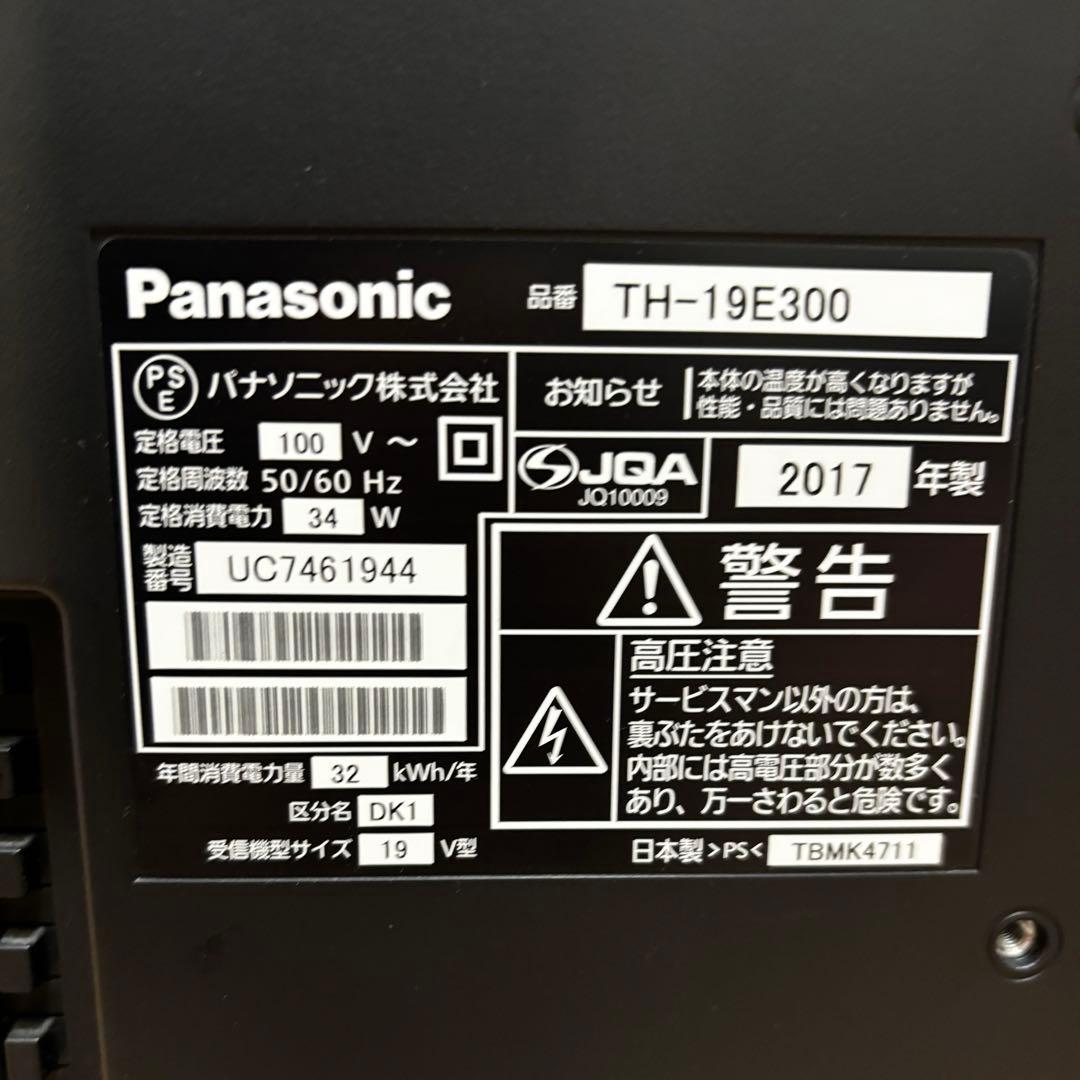 Panasonic
品番 TH-19E300
PSE パナソニック株式会社
定格電圧 100 V ~
定格周波数 50/60 Hz
定格消費電力 34 W
製造番号 UC7461944
年間消費電力量 32 kWh/年
区分名 DK1
受信機型サイズ 19 V型
お知らせ
本体の温度が高くなりますが
性能・品質には問題ありません。
JQA
JQ10009
2017 年製
警告
高圧注意
サービスマン以外の方は、
裏ぶたをあけないでください。
内部には高電圧部分が数多く
あり、万一さわると危険です。
日本製 >PS< TBMK4711